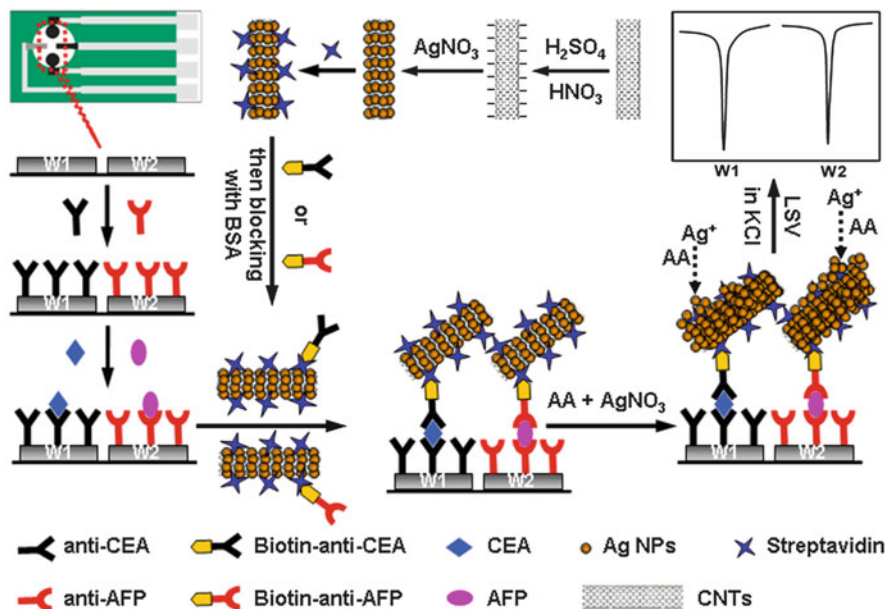 AgNO3
H2SO4
HNO3
W1 W2
W1 W2
then blocking
with BSA
or
Ag+
AA
LSV
in KCl
Ag+
AA
W1 W2
W1 W2
W1 W2
AA + AgNO3
W1 W2
anti-CEA Biotin-anti-CEA CEA Ag NPs Streptavidin
anti-AFP Biotin-anti-AFP AFP CNTs